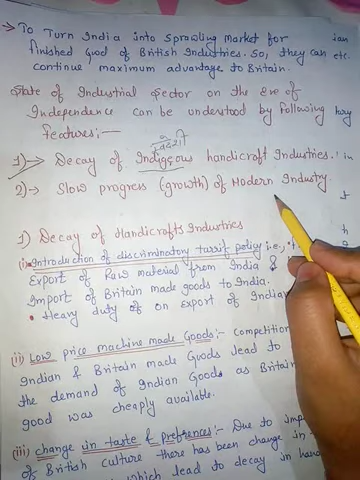 → To Turn India into Sprawling Market for
finished Good of British Industries. So, they can
continue maximum advantage to Britain.
State of Industrial Sector on the Eve of
Independence can be understood by following
features:—
1)→ Decay of Indigeous handicraft Industries.
2)→ Slow progress (growth) of Modern Industry
1) Decay of Handicrafts Industries
(i) Introduction of discriminatory tarrif policy i.e.,
Export of Raw material from India &
Import of Britain made goods to India.
• Heavy duty of on Export of Indian
(ii) Low price machine made Goods:- Competition
Indian & Britain made Goods lead to
the demand of Indian Goods as Britain
good was cheaply available.
(iii) change in taste & prefrences:- Due to
of British culture there has been change in
which lead to decay in
ian
etc.